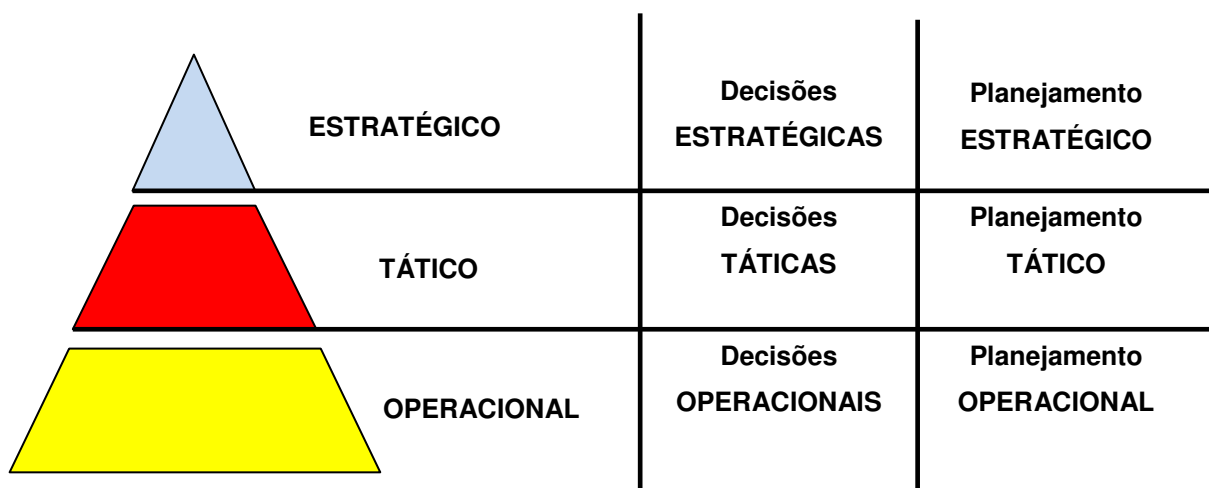 ESTRATÉGICO
Decisões
ESTRATÉGICAS
Planejamento
ESTRATÉGICO
TÁTICO
Decisões
TÁTICAS
Planejamento
TÁTICO
OPERACIONAL
Decisões
OPERACIONAIS
Planejamento
OPERACIONAL